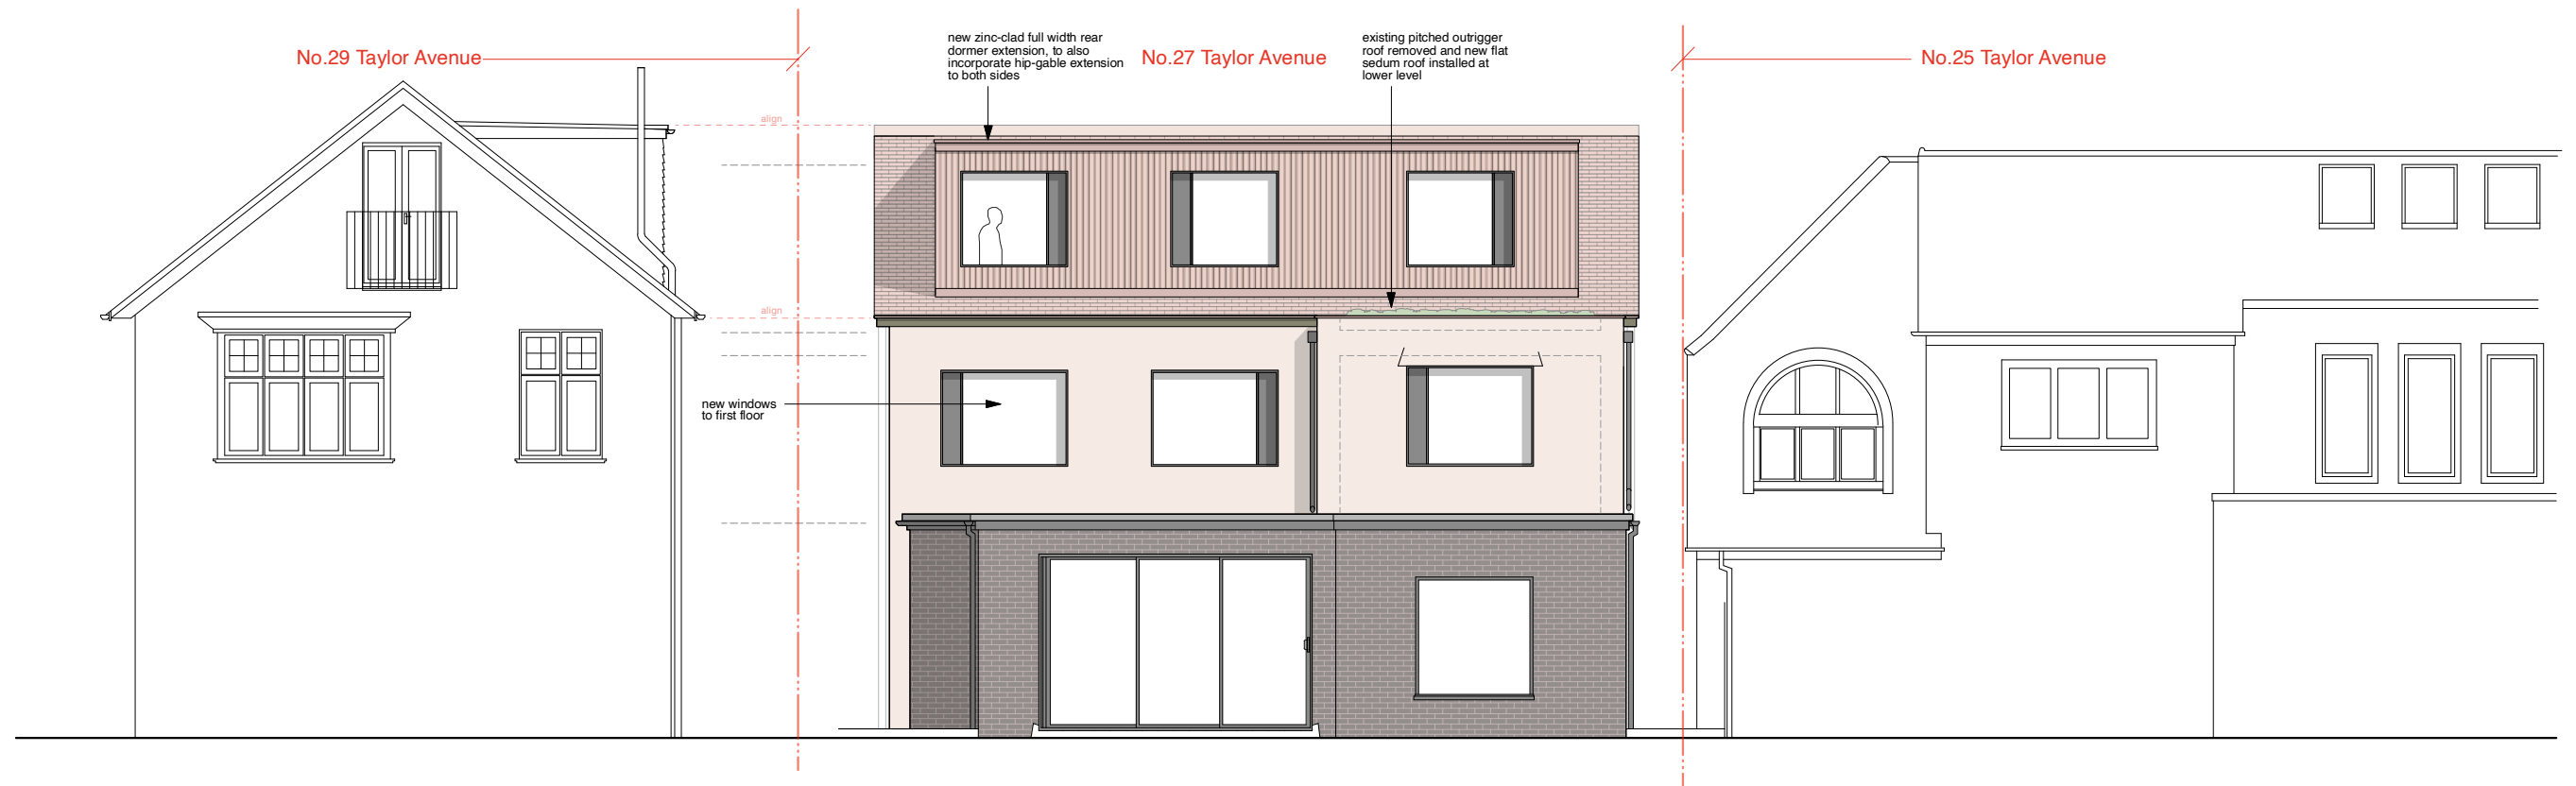 No.29 Taylor Avenue
new zinc-clad full width rear
dormer extension, to also
incorporate hip-gable extension
to both sides
No.27 Taylor Avenue
existing pitched outrigger
roof removed and new flat
sedum roof installed at
lower level
No.25 Taylor Avenue
align
align
new windows
to first floor